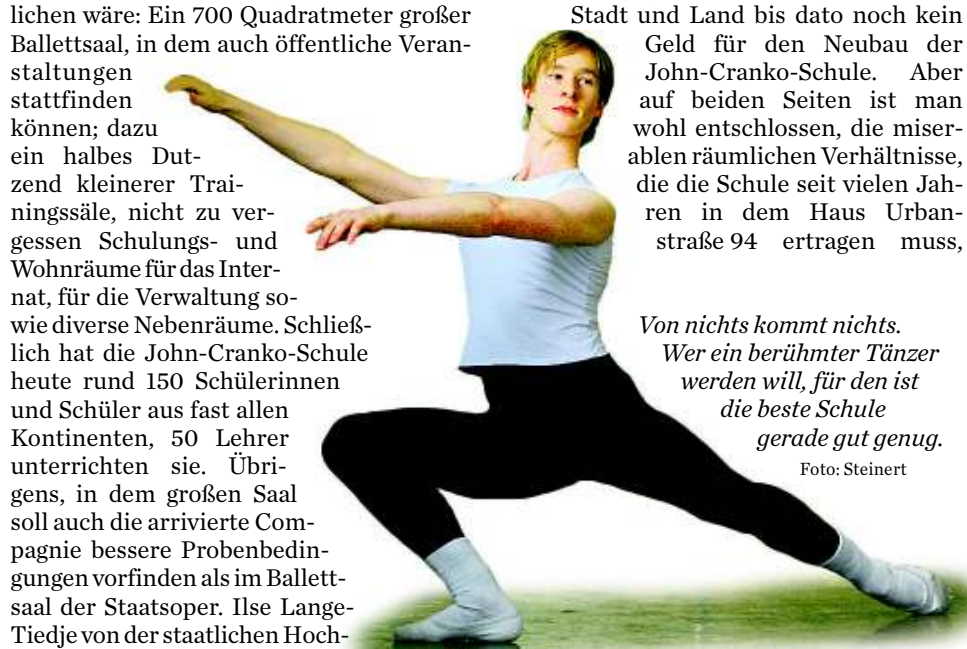 lichen wäre: Ein 700 Quadratmeter großer
Ballettsaal, in dem auch öffentliche Veran-
staltungen
stattfinden
können; dazu
ein halbes Dut-
zend kleinerer Trai-
ningssäle, nicht zu ver-
gessen Schulungs- und
Wohnräume für das Inter-
nat, für die Verwaltung so-
wie diverse Nebenräume. Schließ-
lich hat die John-Cranko-Schule
heute rund 150 Schülerinnen
und Schüler aus fast allen
Kontinenten, 50 Lehrer
unterrichten sie. Übri-
gens, in dem großen Saal
soll auch die arrivierte Com-
pagnie bessere Probenbedin-
gungen vorfinden als im Ballett-
saal der Staatsoper. Ilse Lange-
Tiedje von der staatlichen Hoch-
Stadt und Land bis dato noch kein
Geld für den Neubau der
John-Cranko-Schule. Aber
auf beiden Seiten ist man
wohl entschlossen, die miser-
ablen räumlichen Verhältnisse,
die die Schule seit vielen Jah-
ren in dem Haus Urban-
straße 94 ertragen muss,
Von nichts kommt nichts.
Wer ein berühmter Tänzer
werden will, für den ist
die beste Schule
gerade gut genug.
Foto: Steinert